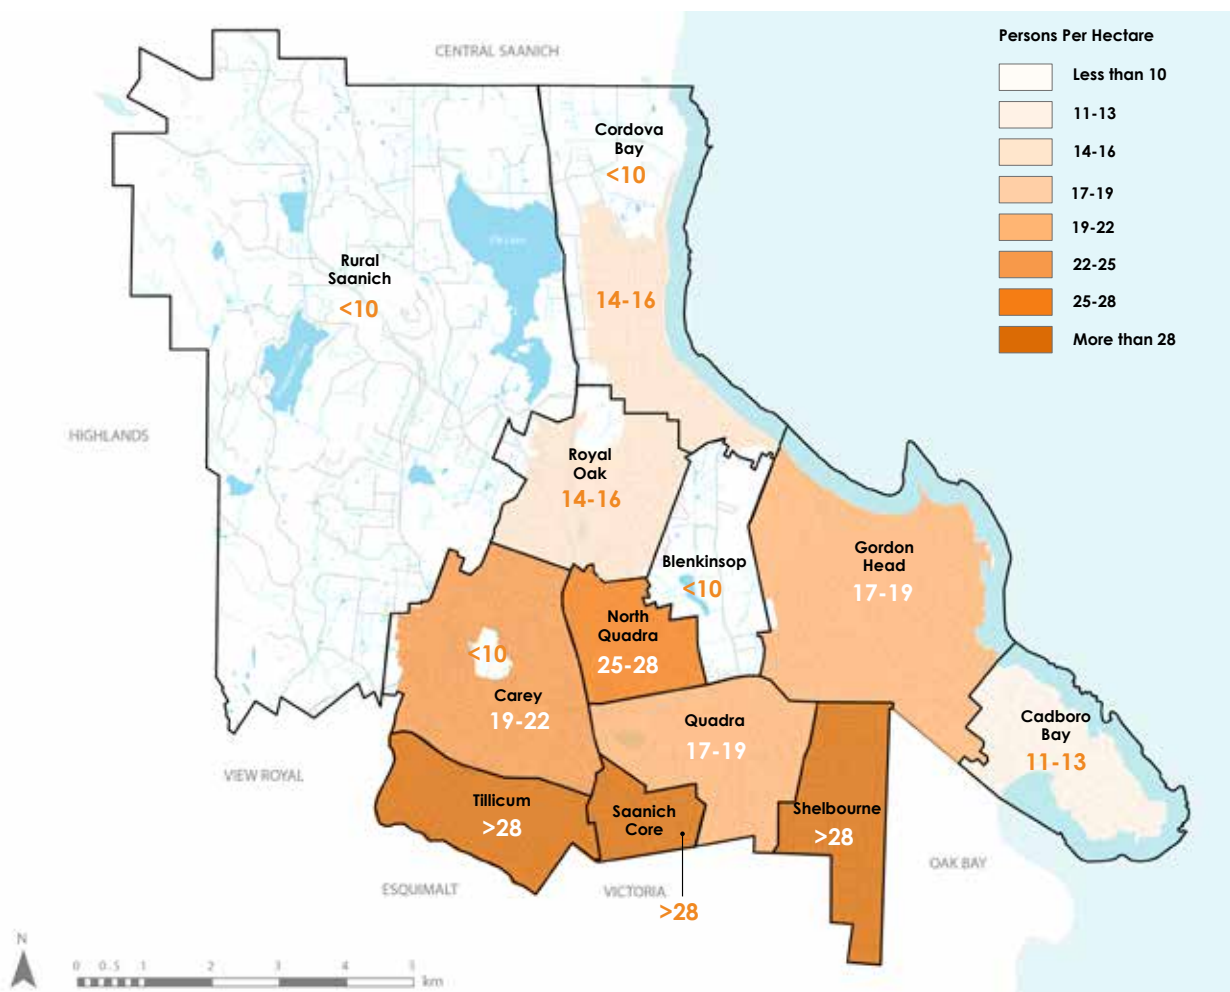 CENTRAL SAANICH
Persons Per Hectare
Less than 10
11-13
14-16
17-19
19-22
22-25
25-28
More than 28
Cordova
Bay
<10
Rural
Saanich
<10
14-16
HIGHLANDS
Royal
Oak
14-16
Blenkinsop
<10
Gordon
Head
17-19
North
Quadra
25-28
<10
Carey
19-22
Quadra
17-19
Cadboro
Bay
11-13
VIEW ROYAL
Tillicum
>28
Saanich
Core
>28
Shelbourne
>28
OAK BAY
ESQUIMALT
VICTORIA
N
0 0.5 1 2 3 4 5
km